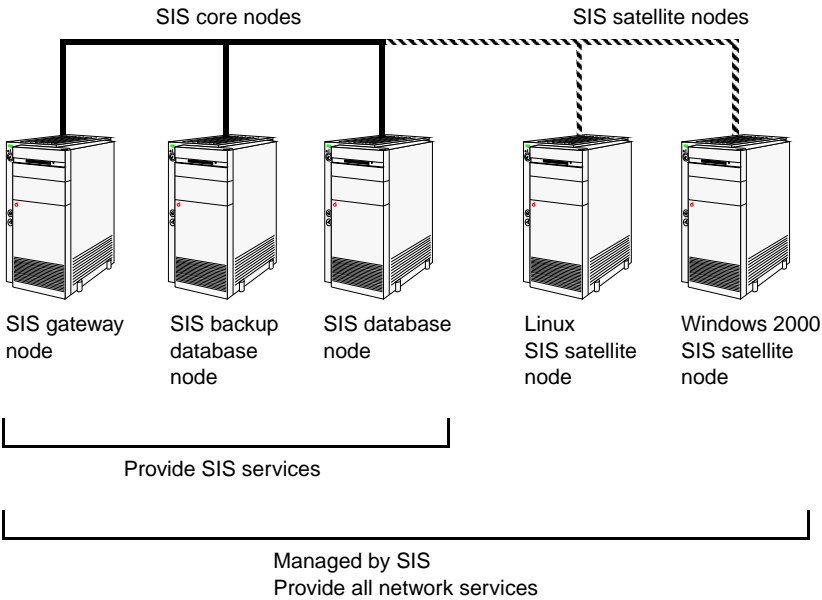 SIS core nodes
SIS satellite nodes
SIS gateway
node
SIS backup
database
node
SIS database
node
Linux
SIS satellite
node
Windows 2000
SIS satellite
node
Provide SIS services
Managed by SIS
Provide all network services